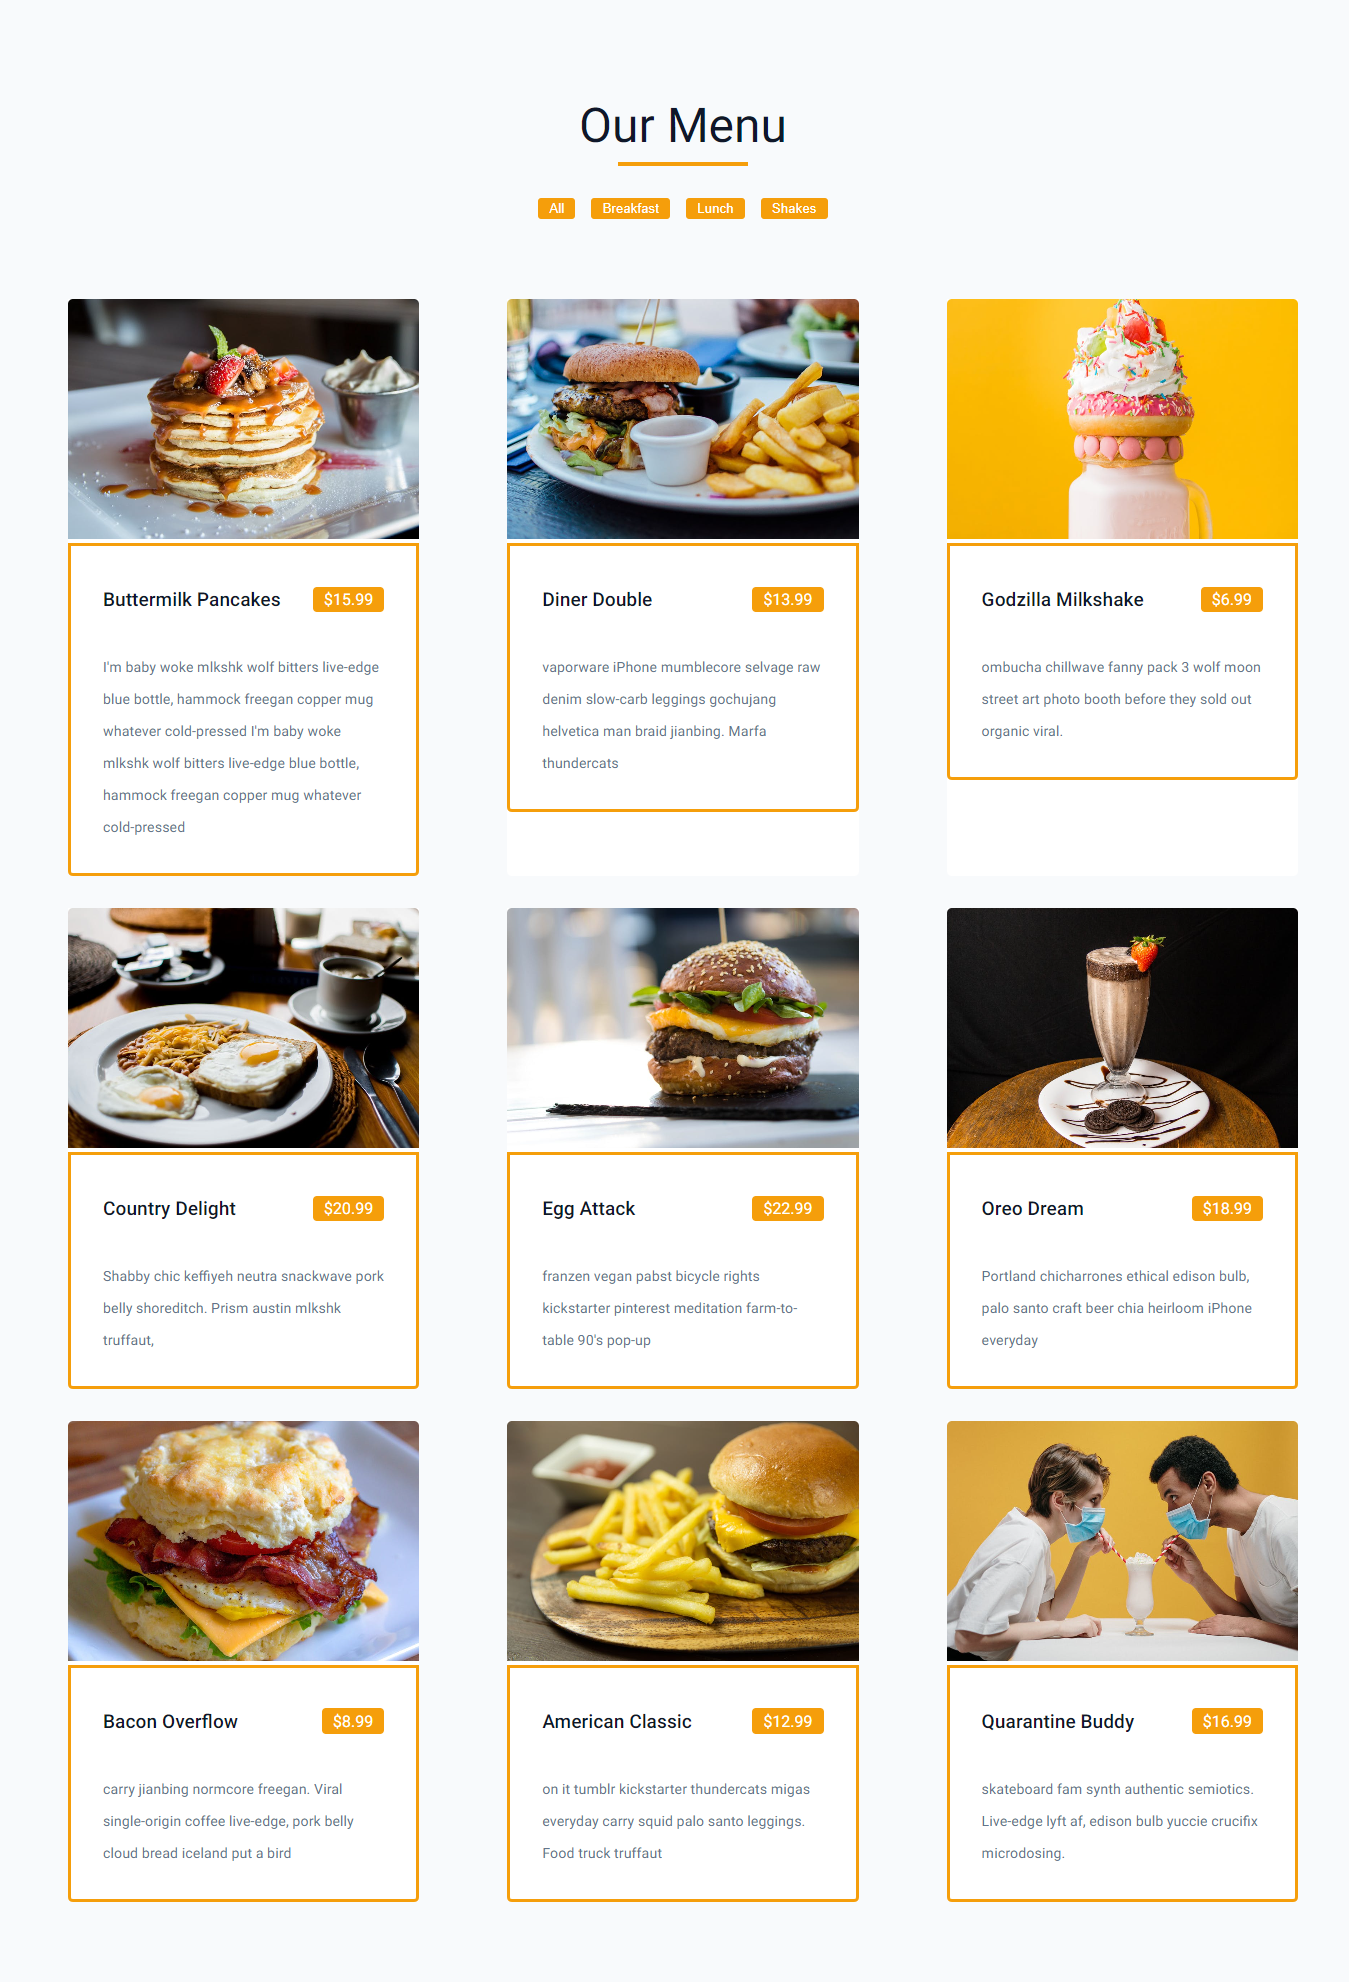 Our Menu
All
Breakfast
Lunch
Shakes
Buttermilk Pancakes
$15.99
I'm baby woke mlkshk wolf bitters live-edge
blue bottle, hammock freegan copper mug
whatever cold-pressed I'm baby woke
mlkshk wolf bitters live-edge blue bottle,
hammock freegan copper mug whatever
cold-pressed
Diner Double
$13.99
vaporware iPhone mumblecore selvage raw
denim slow-carb leggings gochujang
helvetica man braid jianbing. Marfa
thundercats
Godzilla Milkshake
$6.99
ombucha chillwave fanny pack 3 wolf moon
street art photo booth before they sold out
organic viral.
Country Delight
$20.99
Shabby chic keffiyeh neutra snackwave pork
belly shoreditch. Prism austin mlkshk
truffaut,
Egg Attack
$22.99
franzen vegan pabst bicycle rights
kickstarter pinterest meditation farm-to-
table 90's pop-up
Oreo Dream
$18.99
Portland chicharrones ethical edison bulb,
palo santo craft beer chia heirloom iPhone
everyday
Bacon Overflow
$8.99
carry jianbing normcore freegan. Viral
single-origin coffee live-edge, pork belly
cloud bread iceland put a bird
American Classic
$12.99
on it tumblr kickstarter thundercats migas
everyday carry squid palo santo leggings.
Food truck truffaut
Quarantine Buddy
$16.99
skateboard fam synth authentic semiotics.
Live-edge lyft af, edison bulb yuccie crucifix
microdosing.